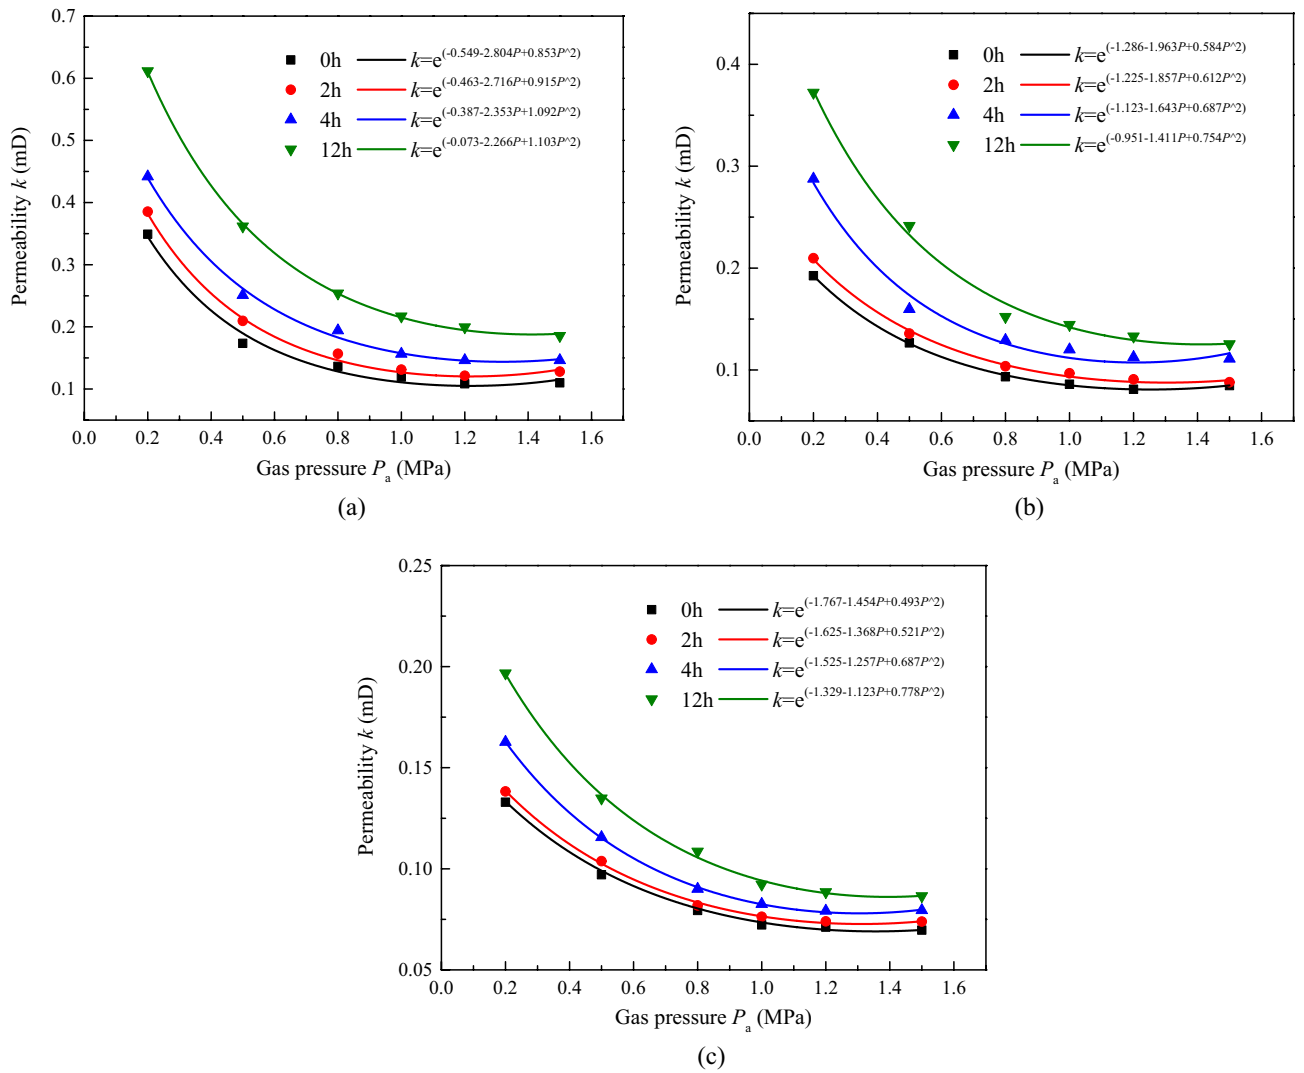 0.7
0.6
0.5
0.4
0.3
0.2
0.1
0.0 0.2 0.4 0.6 0.8 1.0 1.2 1.4 1.6
Permeability k (mD)
Gas pressure Pa (MPa)
0h k=e^(-0.549-2.804P+0.853P^2)
2h k=e^(-0.463-2.716P+0.915P^2)
4h k=e^(-0.387-2.353P+1.092P^2)
12h k=e^(-0.073-2.266P+1.103P^2)
(a)
0.4
0.3
0.2
0.1
0.0 0.2 0.4 0.6 0.8 1.0 1.2 1.4 1.6
Permeability k (mD)
Gas pressure Pa (MPa)
0h k=e^(-1.286-1.963P+0.584P^2)
2h k=e^(-1.225-1.857P+0.612P^2)
4h k=e^(-1.123-1.643P+0.687P^2)
12h k=e^(-0.951-1.411P+0.754P^2)
(b)
0.25
0.20
0.15
0.10
0.05
0.0 0.2 0.4 0.6 0.8 1.0 1.2 1.4 1.6
Permeability k (mD)
Gas pressure Pa (MPa)
0h k=e^(-1.767-1.454P+0.493P^2)
2h k=e^(-1.625-1.368P+0.521P^2)
4h k=e^(-1.525-1.257P+0.687P^2)
12h k=e^(-1.329-1.123P+0.778P^2)
(c)